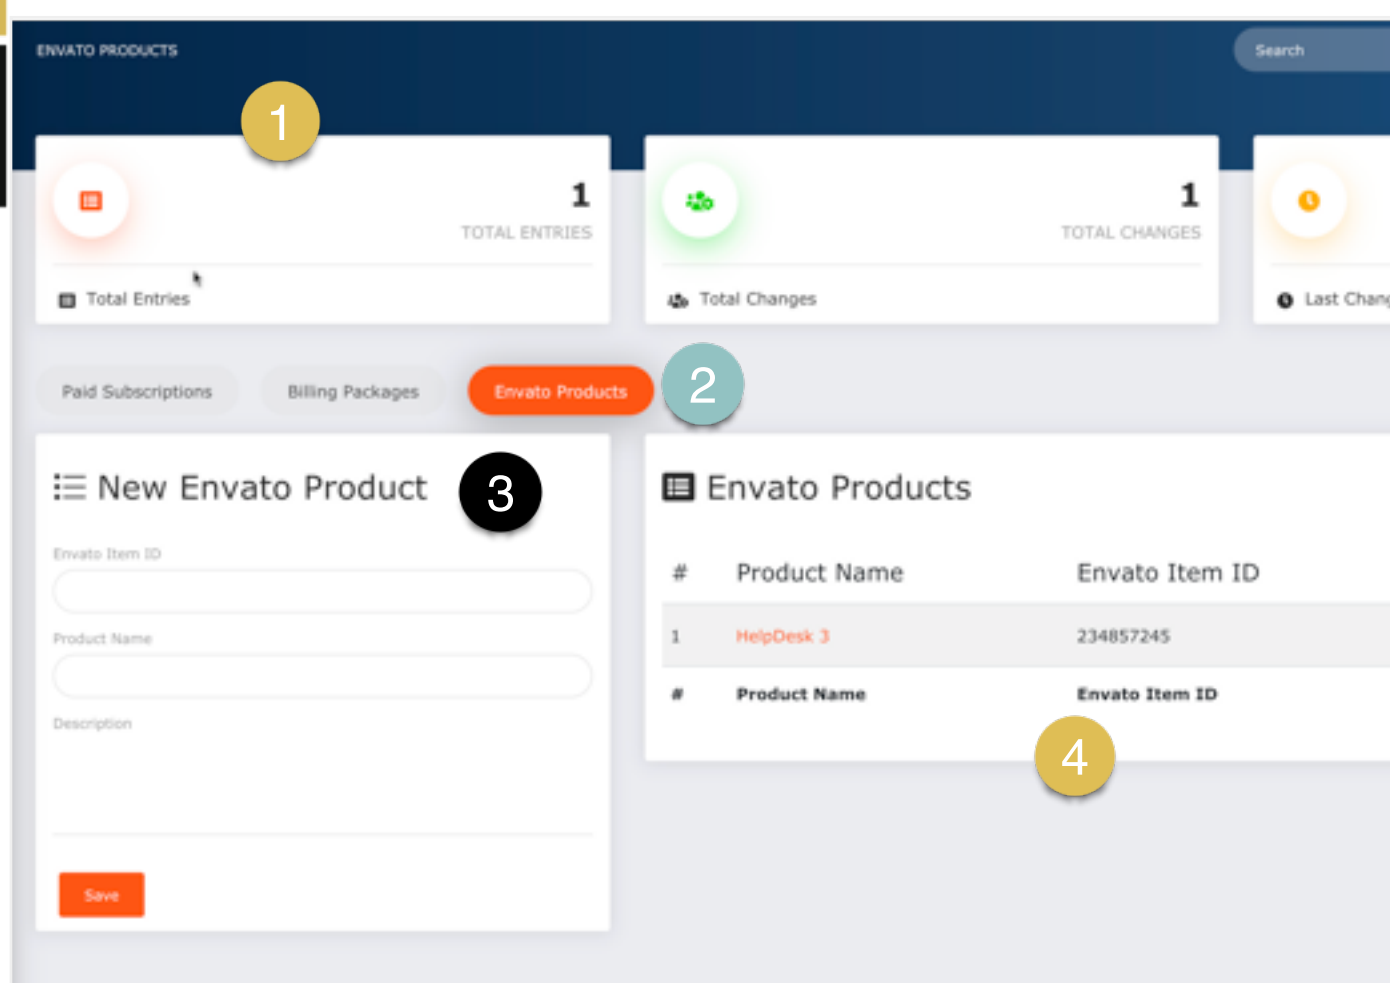 ENVATO PRODUCTS
Search
1
1
TOTAL ENTRIES
Total Entries
1
TOTAL CHANGES
Total Changes
Last Chang
Paid Subscriptions
Billing Packages
Envato Products
2
New Envato Product
3
Envato Item ID
Product Name
Description
Save
Envato Products
# Product Name Envato Item ID
1 HelpDesk 3 234857245
# Product Name Envato Item ID
4